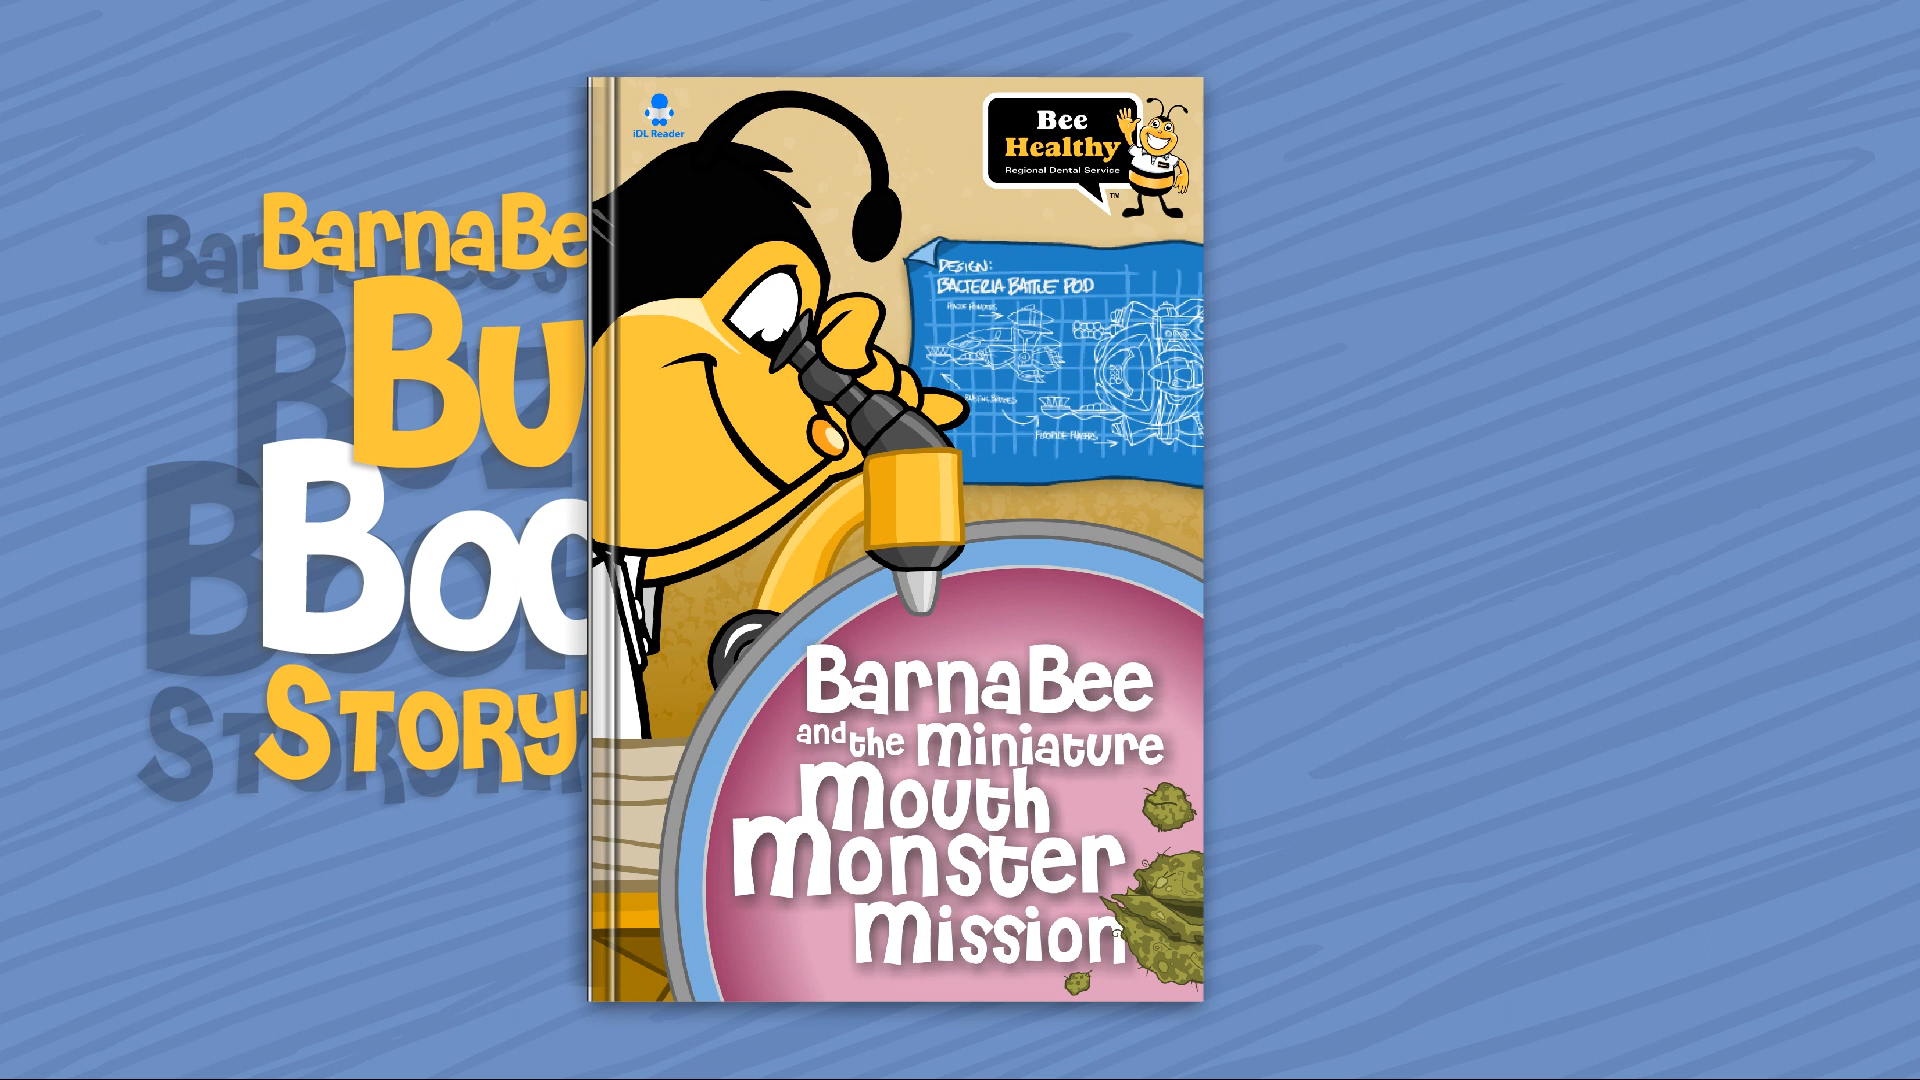 BarnaBe
Bu
Boo
Story
iDL Reader
Bee
Healthy
Regional Dental Service
TM
DESIGN:
BACTERIA BATTLE POD
BarnaBee
and the Miniature
Mouth
Monster
Mission